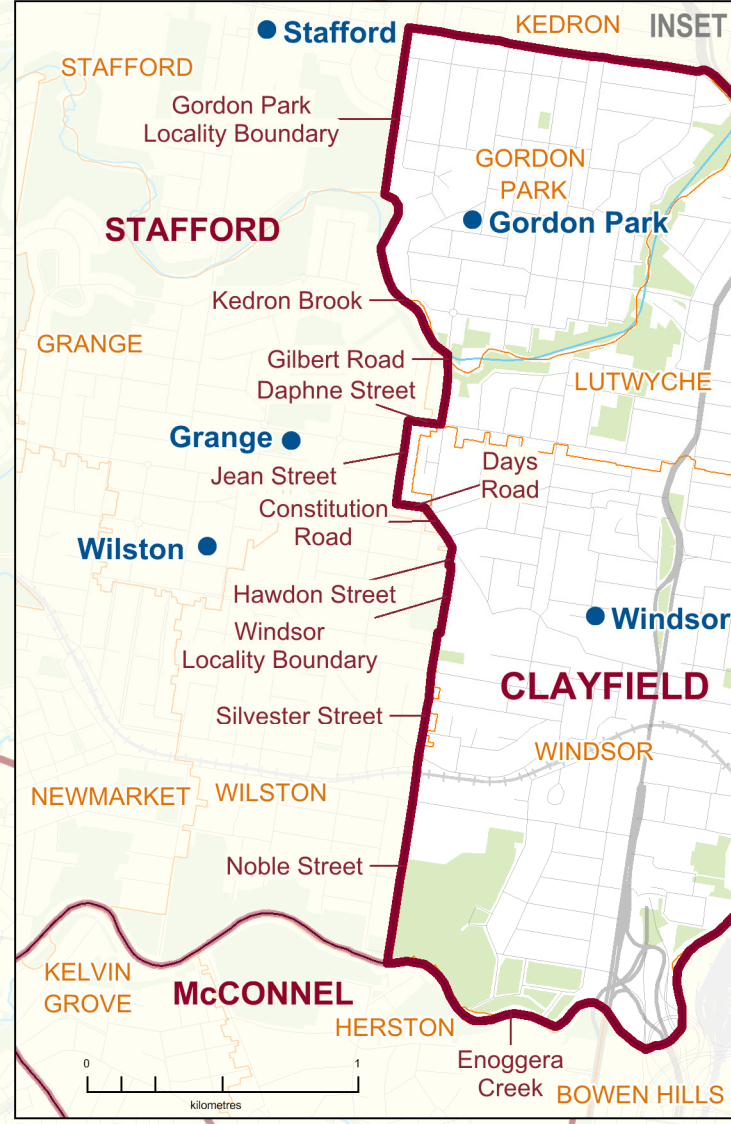 KEDRON
INSET
Stafford
STAFFORD
Gordon Park
Locality Boundary
GORDON
PARK
STAFFORD
Gordon Park
Kedron Brook
GRANGE
Gilbert Road
LUTWYCHE
Daphne Street
Grange
Days
Road
Jean Street
Constitution
Road
Wilston
Hawdon Street
Windsor
Windsor
Locality Boundary
CLAYFIELD
Silvester Street
WINDSOR
NEWMARKET
WILSTON
Noble Street
KELVIN
GROVE
McCONNEL
HERSTON
Enoggera
Creek
BOWEN HILLS
0
1
kilometres